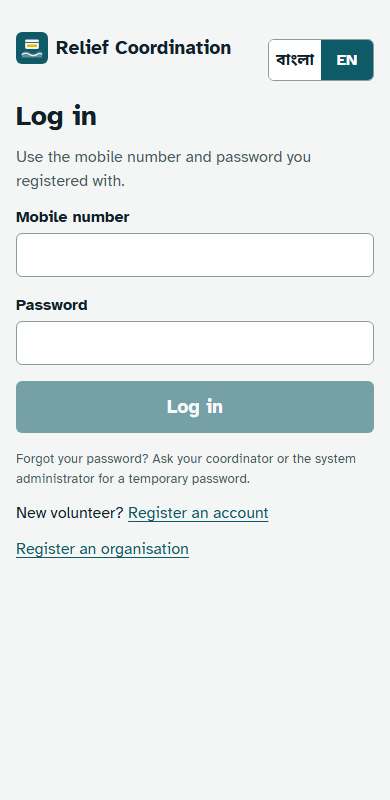 Relief Coordination
বাংলা EN
Log in
Use the mobile number and password you
registered with.
Mobile number
Password
Log in
Forgot your password? Ask your coordinator or the system
administrator for a temporary password.
New volunteer? Register an account
Register an organisation